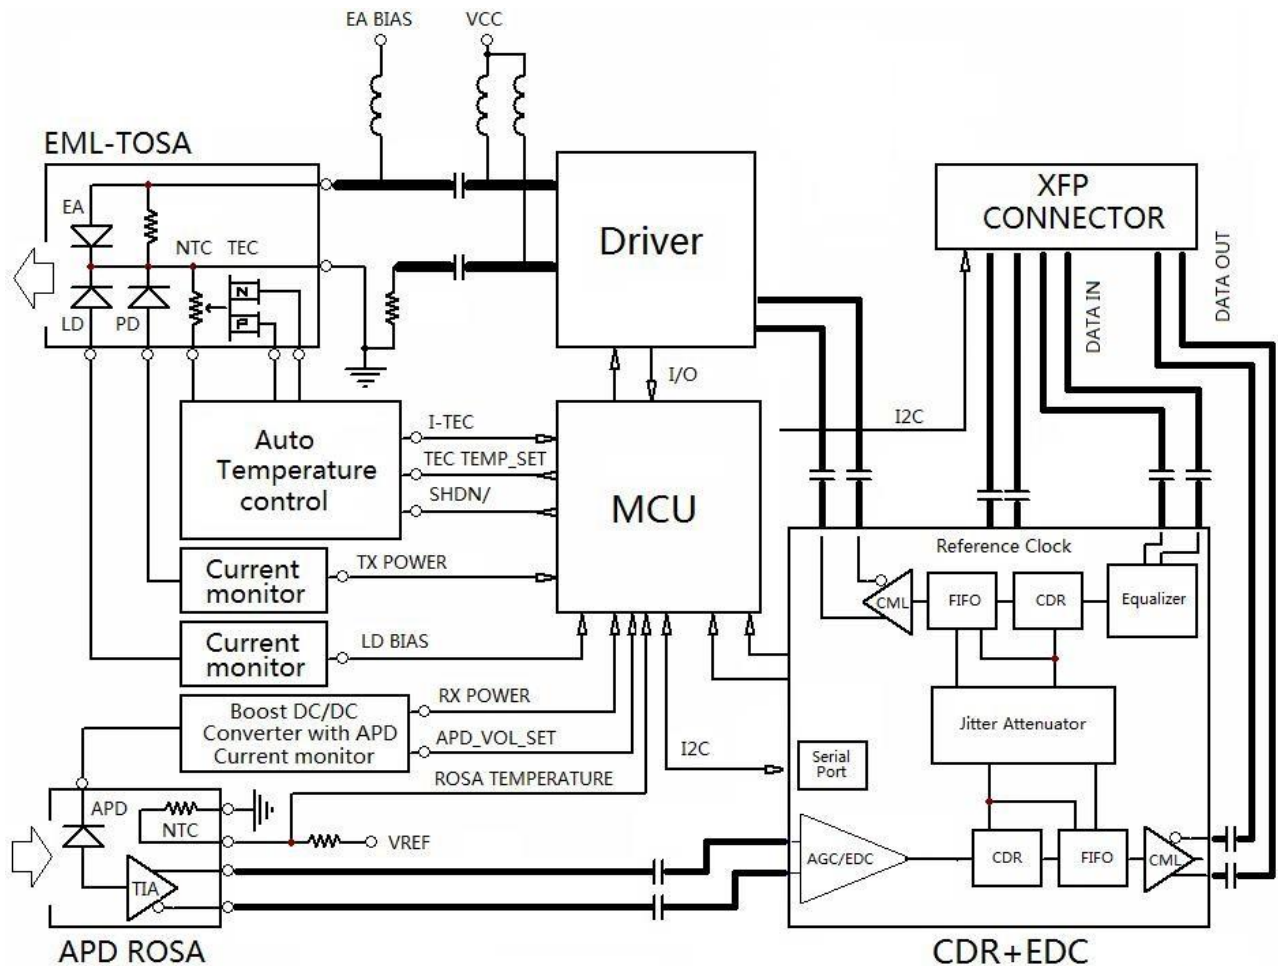 EA BIAS
VCC
EML-TOSA
EA
NTC TEC
N
P
LD
PD
Driver
XFP
CONNECTOR
DATA IN
DATA OUT
I/O
I2C
Auto
Temperature
control
I-TEC
TEC TEMP_SET
SHDN/
MCU
Current
monitor
TX POWER
Current
monitor
LD BIAS
Boost DC/DC
Converter with APD
Current monitor
RX POWER
APD_VOL_SET
ROSA TEMPERATURE
I2C
Reference Clock
CML
FIFO
CDR
Equalizer
Jitter Attenuator
Serial
Port
APD
NTC
VREF
TIA
AGC/EDC
CDR
FIFO
CML
APD ROSA
CDR+EDC